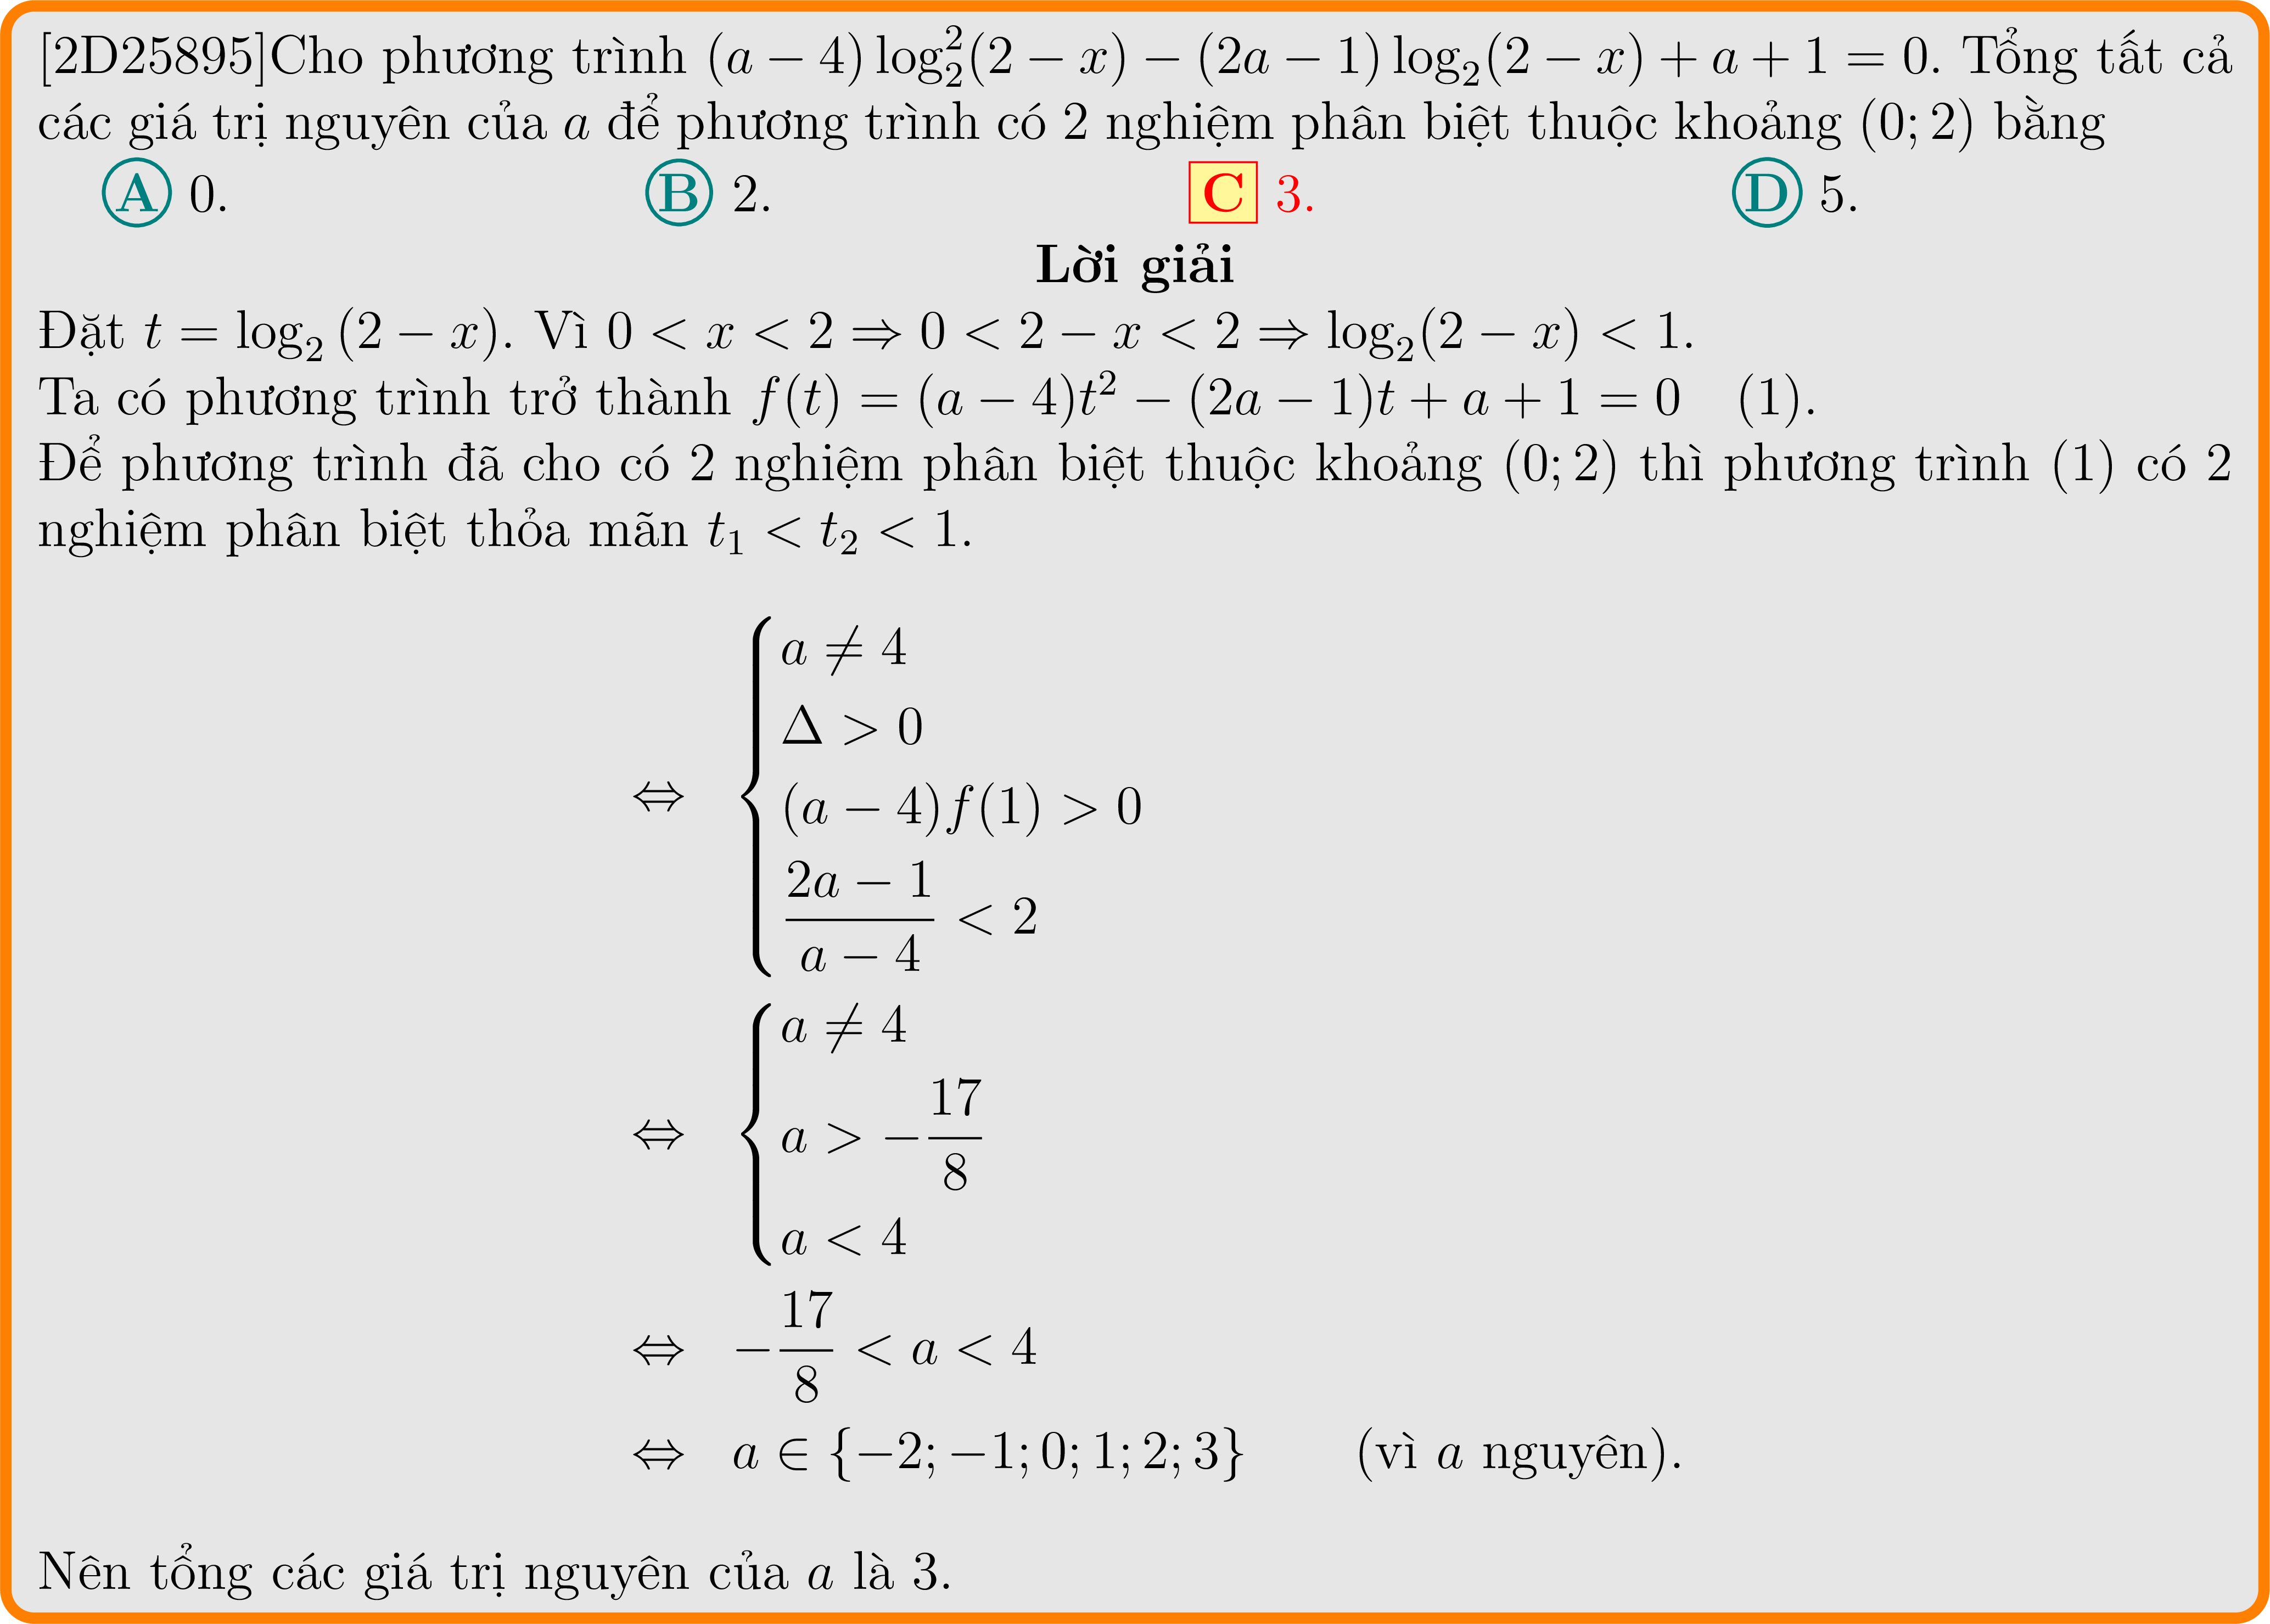 [2D25895]Cho phương trình $(a-4)\log_2^2(2-x)-(2a-1)\log_2(2-x)+a+1=0$. Tổng tất cả
các giá trị nguyên của $a$ để phương trình có 2 nghiệm phân biệt thuộc khoảng $(0;2)$ bằng
A 0. B 2. C 3. D 5.
Lời giải
Đặt $t=\log_2(2-x)$. Vì $0<x<2\Rightarrow 0<2-x<2\Rightarrow \log_2(2-x)<1$.
Ta có phương trình trở thành $f(t)=(a-4)t^2-(2a-1)t+a+1=0$ (1).
Để phương trình đã cho có 2 nghiệm phân biệt thuộc khoảng $(0;2)$ thì phương trình (1) có 2
nghiệm phân biệt thỏa mãn $t_1<t_2<1$.
$\Leftrightarrow \begin{cases} a\neq 4 \\ \Delta>0 \\ (a-4)f(1)>0 \\ \dfrac{2a-1}{a-4}<2 \end{cases}$
$\Leftrightarrow \begin{cases} a\neq 4 \\ a>-\dfrac{17}{8} \\ a<4 \end{cases}$
$\Leftrightarrow -\dfrac{17}{8}<a<4$
$\Leftrightarrow a\in\{-2;-1;0;1;2;3\}$ (vì $a$ nguyên).
Nên tổng các giá trị nguyên của $a$ là 3.